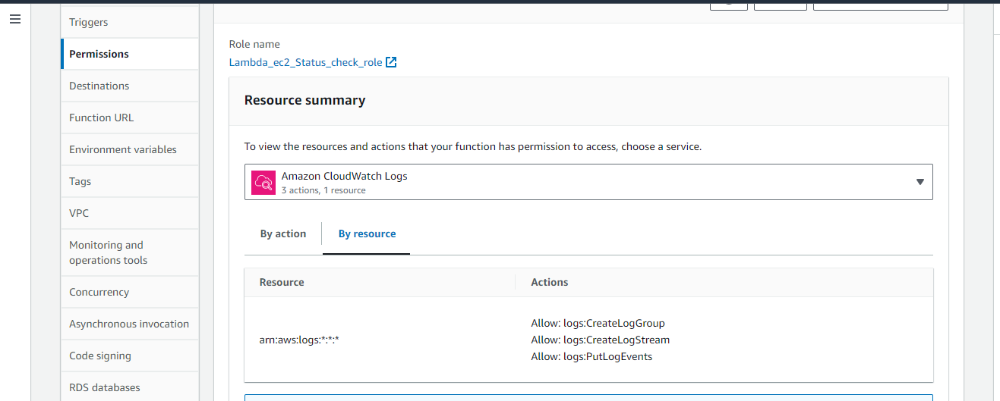 Triggers
Permissions
Destinations
Function URL
Environment variables
Tags
VPC
Monitoring and
operations tools
Concurrency
Asynchronous invocation
Code signing
RDS databases
Role name
Lambda_ec2_Status_check_role
Resource summary
To view the resources and actions that your function has permission to access, choose a service.
Amazon CloudWatch Logs
3 actions, 1 resource
By action
By resource
Resource
Actions
arn:aws:logs:*:*:*
Allow: logs:CreateLogGroup
Allow: logs:CreateLogStream
Allow: logs:PutLogEvents